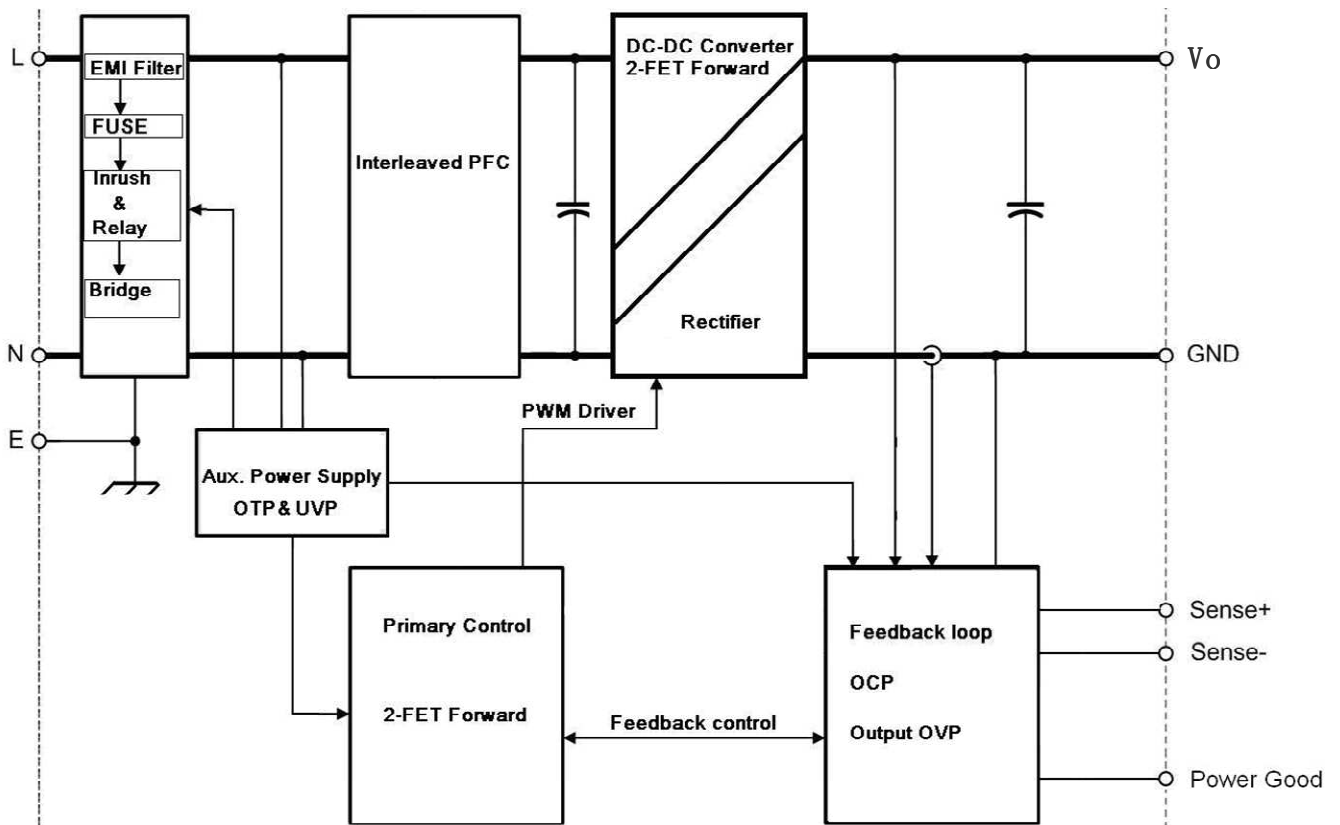 L
EMI Filter
FUSE
Inrush
&
Relay
Bridge
Interleaved PFC
DC-DC Converter
2-FET Forward
Rectifier
Vo
N
GND
E
PWM Driver
Aux. Power Supply
OTP & UVP
Primary Control
2-FET Forward
Feedback control
Feedback loop
OCP
Output OVP
Sense+
Sense-
Power Good